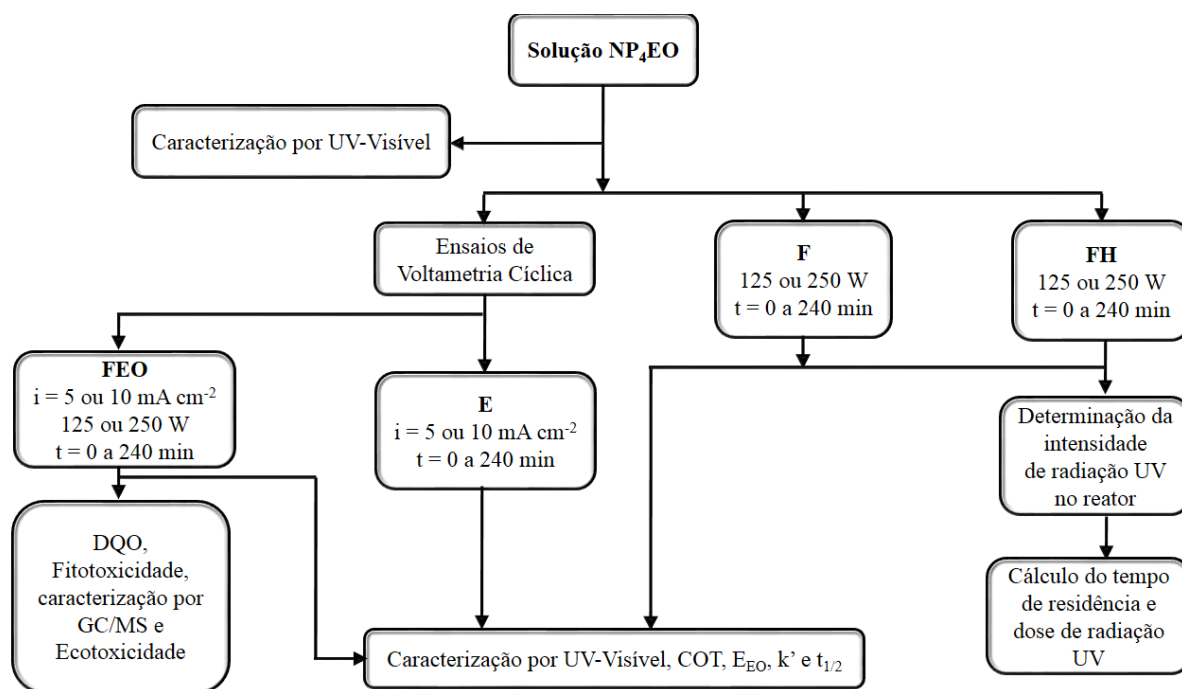 Solução NP₄EO
Caracterização por UV-Visível
Ensaios de
Voltametria Cíclica
F
125 ou 250 W
t = 0 a 240 min
FH
125 ou 250 W
t = 0 a 240 min
FEO
i = 5 ou 10 mA cm⁻²
125 ou 250 W
t = 0 a 240 min
E
i = 5 ou 10 mA cm⁻²
t = 0 a 240 min
Determinação da
intensidade
de radiação UV
no reator
DQO,
Fitotoxicidade,
caracterização por
GC/MS e
Ecotoxicidade
Cálculo do tempo
de residência e
dose de radiação
UV
Caracterização por UV-Visível, COT, E_EO, k’ e t₁/₂